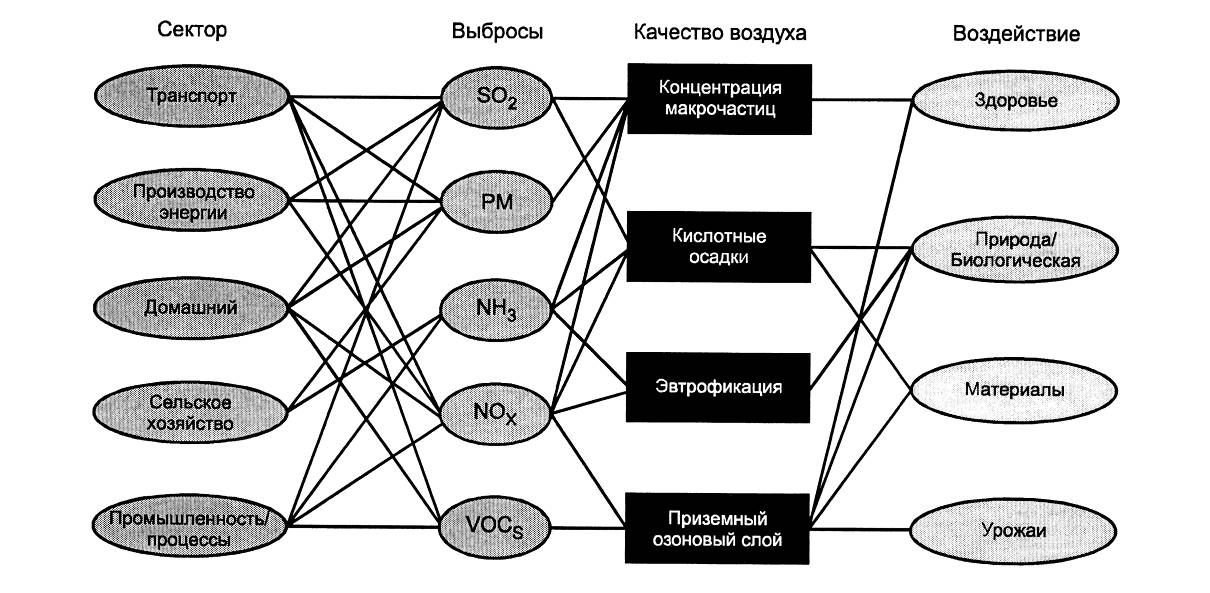 Сектор
Выбросы
Качество воздуха
Воздействие
Транспорт
SO2
Концентрация
макрочастиц
Здоровье
Производство
энергии
PM
Кислотные
осадки
Природа/
Биологическая
Домашний
NH3
Эвтрофикация
Материалы
Сельское
хозяйство
NOX
Промышленность/
процессы
VOCS
Приземный
озоновый слой
Урожаи